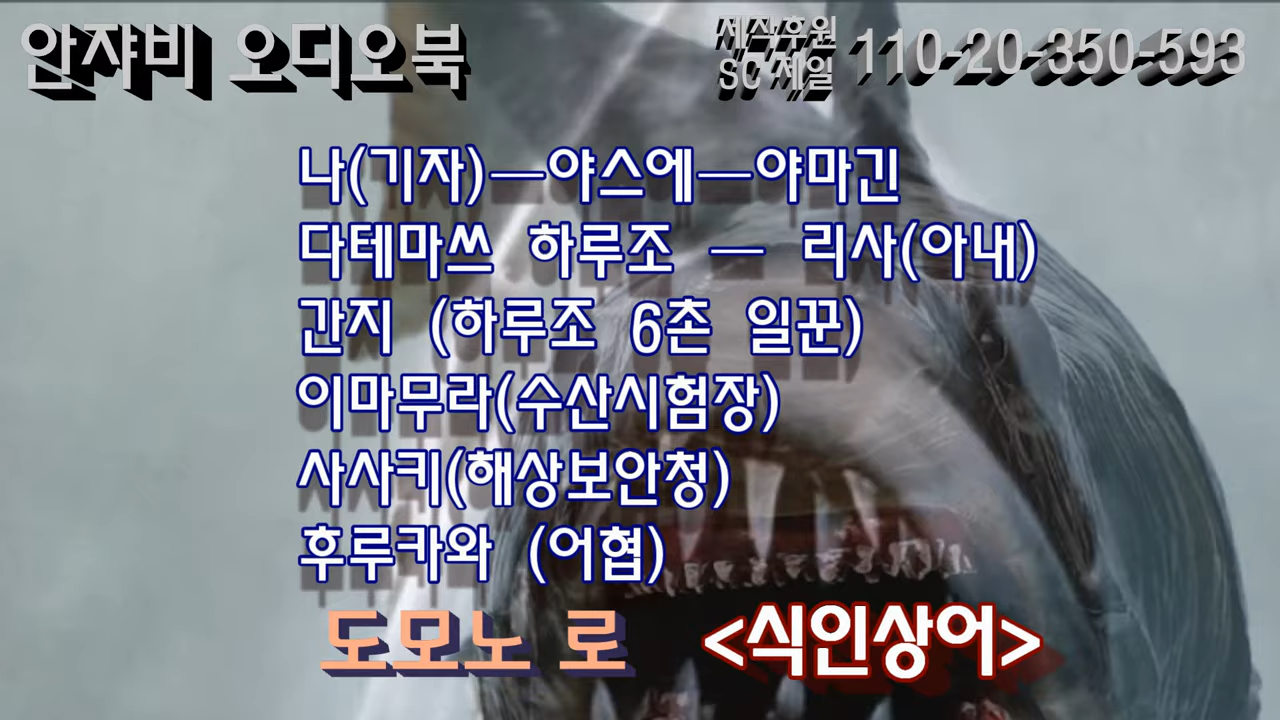 안쟈비 오디오북
제작후원
SC 제일
110-20-350-593
나(기자)—야스에—야마긴
다테마쓰 하루조 — 리사(아내)
간지 (하루조 6촌 일꾼)
이마무라(수산시험장)
사사키(해상보안청)
후루카와 (어협)
도모노 로 <식인상어>